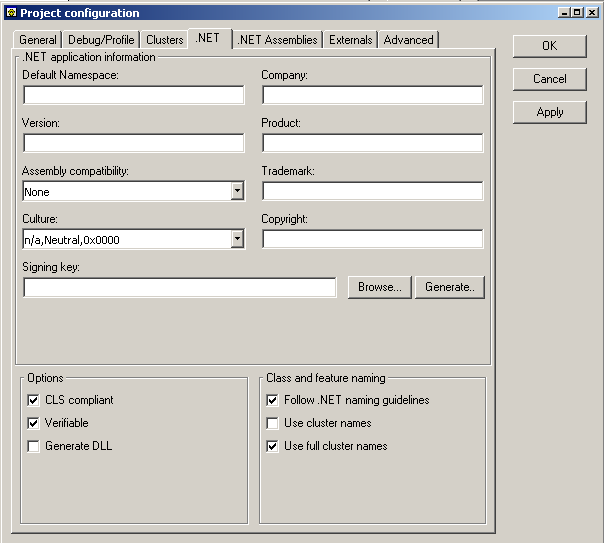 Project configuration
General Debug/Profile Clusters .NET .NET Assemblies Externals Advanced
OK
Cancel
Apply
.NET application information
Default Namespace: Company:
Version: Product:
Assembly compatibility: Trademark:
None
Culture: Copyright:
n/a,Neutral,0x0000
Signing key:
Browse... Generate..
Options Class and feature naming
CLS compliant Follow .NET naming guidelines
Verifiable Use cluster names
Generate DLL Use full cluster names